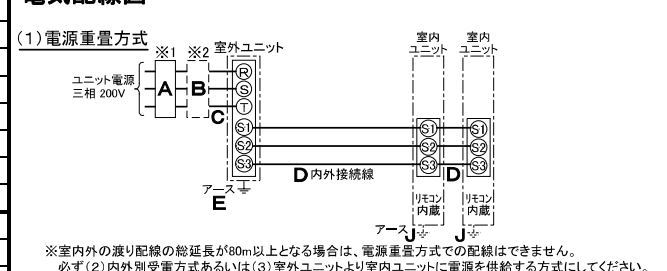 電気配線図
(1)電源重畳方式
※1 ※2 室外ユニット
室内ユニット 室内ユニット
ユニット電源
三相 200V
A B C
R
S
T
S1 S1 S1
S2 S2 S2
S3 S3 S3
D 内外接続線 D
アース
E
リモコン内蔵 リモコン内蔵
アース J J
※室内外の渡り配線の総延長が80m以上となる場合は、電源重畳方式での配線はできません。
必ず(2)内外別受電方式あるいは(3)室外ユニットより室内ユニットに電源を供給する方式にしてください。